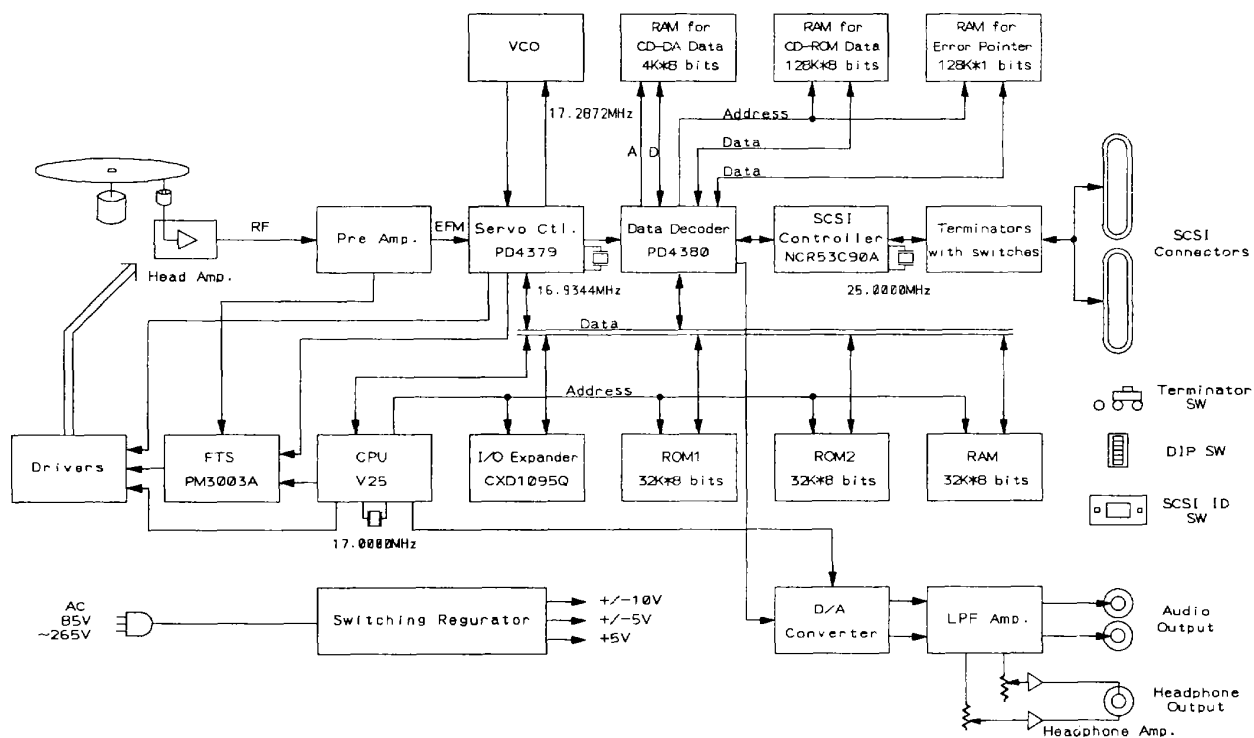 VCO
RAM for
CD-DA Data
4K*8 bits
RAM for
CD-ROM Data
128K*8 bits
RAM for
Error Pointer
128K*1 bits
17.2872MHz
Address
A D
Data
Data
RF
Head Amp.
Pre Amp.
EFM
Servo Ctl.
PD4379
16.9344MHz
Data Decoder
PD4380
SCSI
Controller
NCR53C90A
25.0000MHz
Terminators
with switches
SCSI
Connectors
Data
Address
Drivers
FTS
PM3003A
CPU
V25
17.0000MHz
I/O Expander
CXD1095Q
ROM1
32K*8 bits
ROM2
32K*8 bits
RAM
32K*8 bits
Terminator
SW
DIP SW
SCSI ID
SW
AC
85V
~265V
Switching Regurator
+/-10V
+/-5V
+5V
D/A
Converter
LPF Amp.
Audio
Output
Headphone
Output
Headphone Amp.